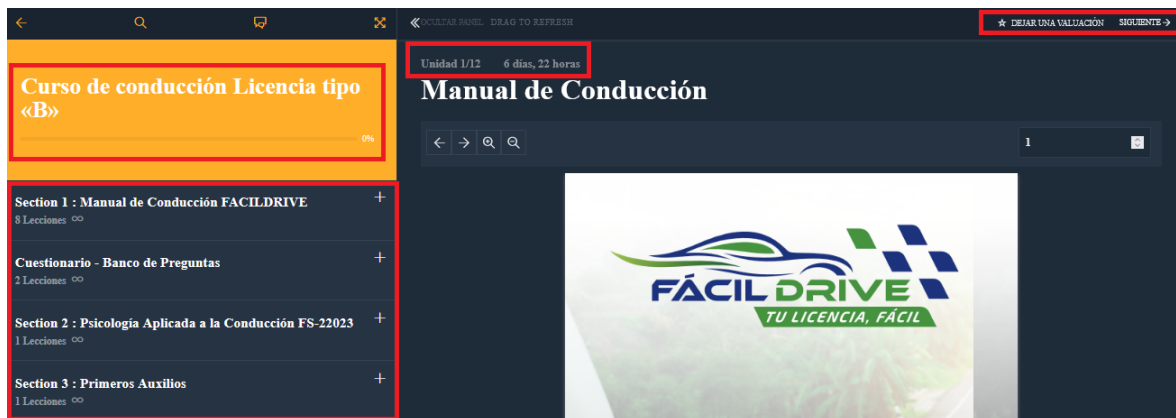 OCULTAR PANEL DRAG TO REFRESH
DEJAR UNA VALUACIÓN SIGUIENTE
Curso de conducción Licencia tipo
«B»
0%
Section 1 : Manual de Conducción FACILDRIVE
8 Lecciones
Cuestionario - Banco de Preguntas
2 Lecciones
Section 2 : Psicología Aplicada a la Conducción FS-22023
1 Lecciones
Section 3 : Primeros Auxilios
1 Lecciones
Unidad 1/12 6 días, 22 horas
Manual de Conducción
1
FÁCIL DRIVE
TU LICENCIA, FÁCIL